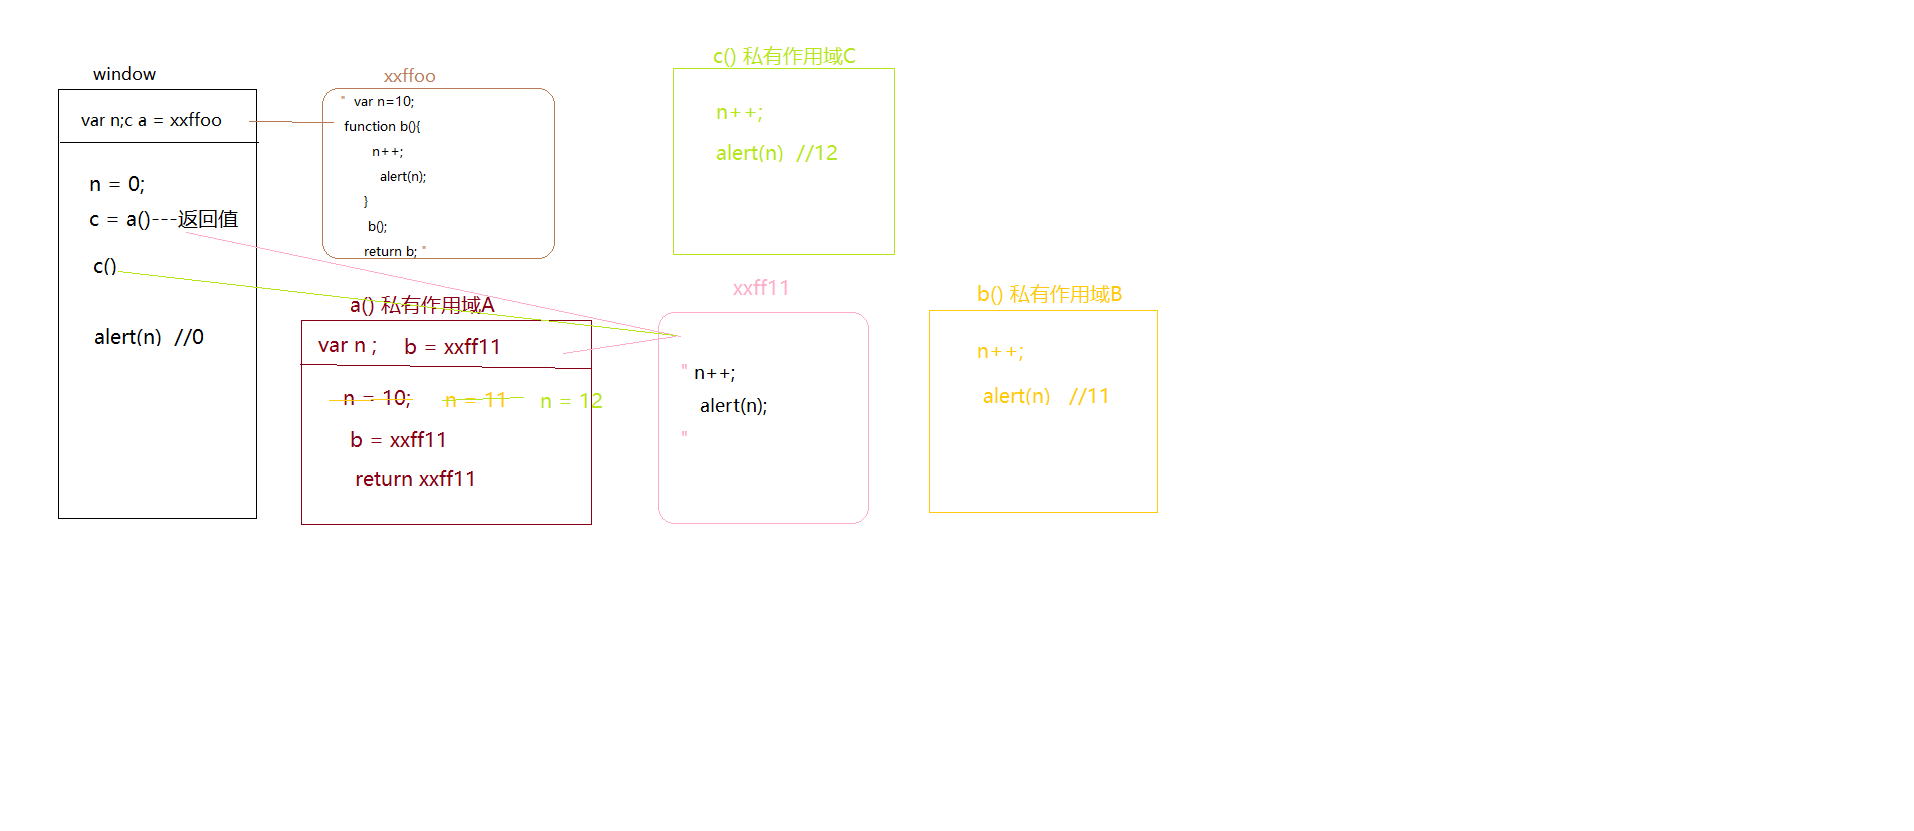 window
var n;c a = xxffoo
n = 0;
c = a()---返回值
c()
alert(n) //0
xxffoo
" var n=10;
function b(){
n++;
alert(n);
}
b();
return b; "
a() 私有作用域A
var n ; b = xxff11
n = 10; n = 11 n = 12
b = xxff11
return xxff11
c() 私有作用域C
n++;
alert(n) //12
xxff11
" n++;
alert(n);
"
b() 私有作用域B
n++;
alert(n) //11